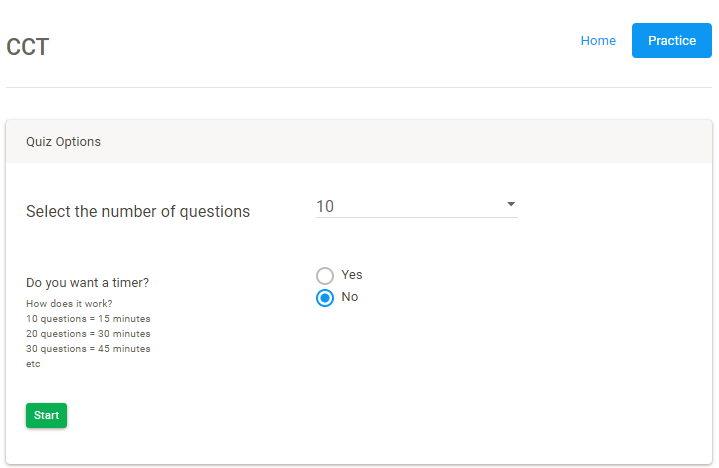 CCT
Home
Practice
Quiz Options
Select the number of questions
10
Do you want a timer?
How does it work?
10 questions = 15 minutes
20 questions = 30 minutes
30 questions = 45 minutes
etc
Yes
No
Start